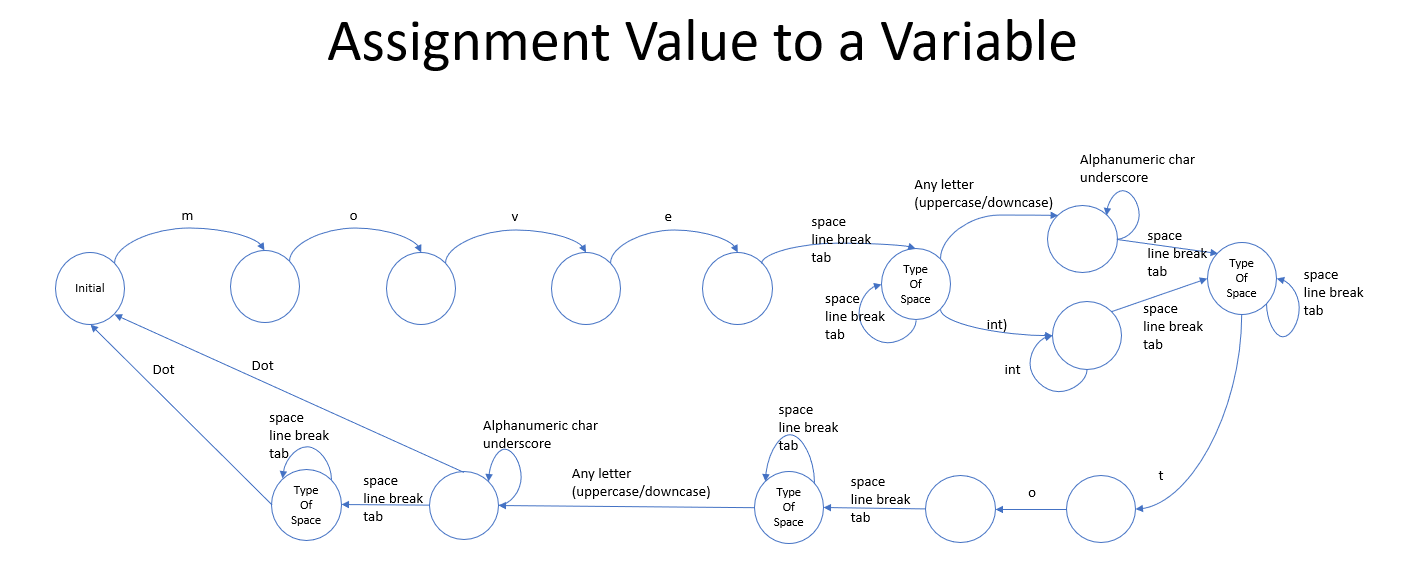 Assignment Value to a Variable
Alphanumeric char
underscore
Any letter
(uppercase/downcase)
m
o
v
e
space
line break
tab
space
line break
tab
Initial
Type
Of
Space
Type
Of
Space
space
line break
tab
space
line break
tab
int)
space
line break
tab
int
Dot
Dot
space
line break
tab
Alphanumeric char
underscore
space
line break
tab
Any letter
(uppercase/downcase)
t
Type
Of
Space
space
line break
tab
Type
Of
Space
space
line break
tab
o